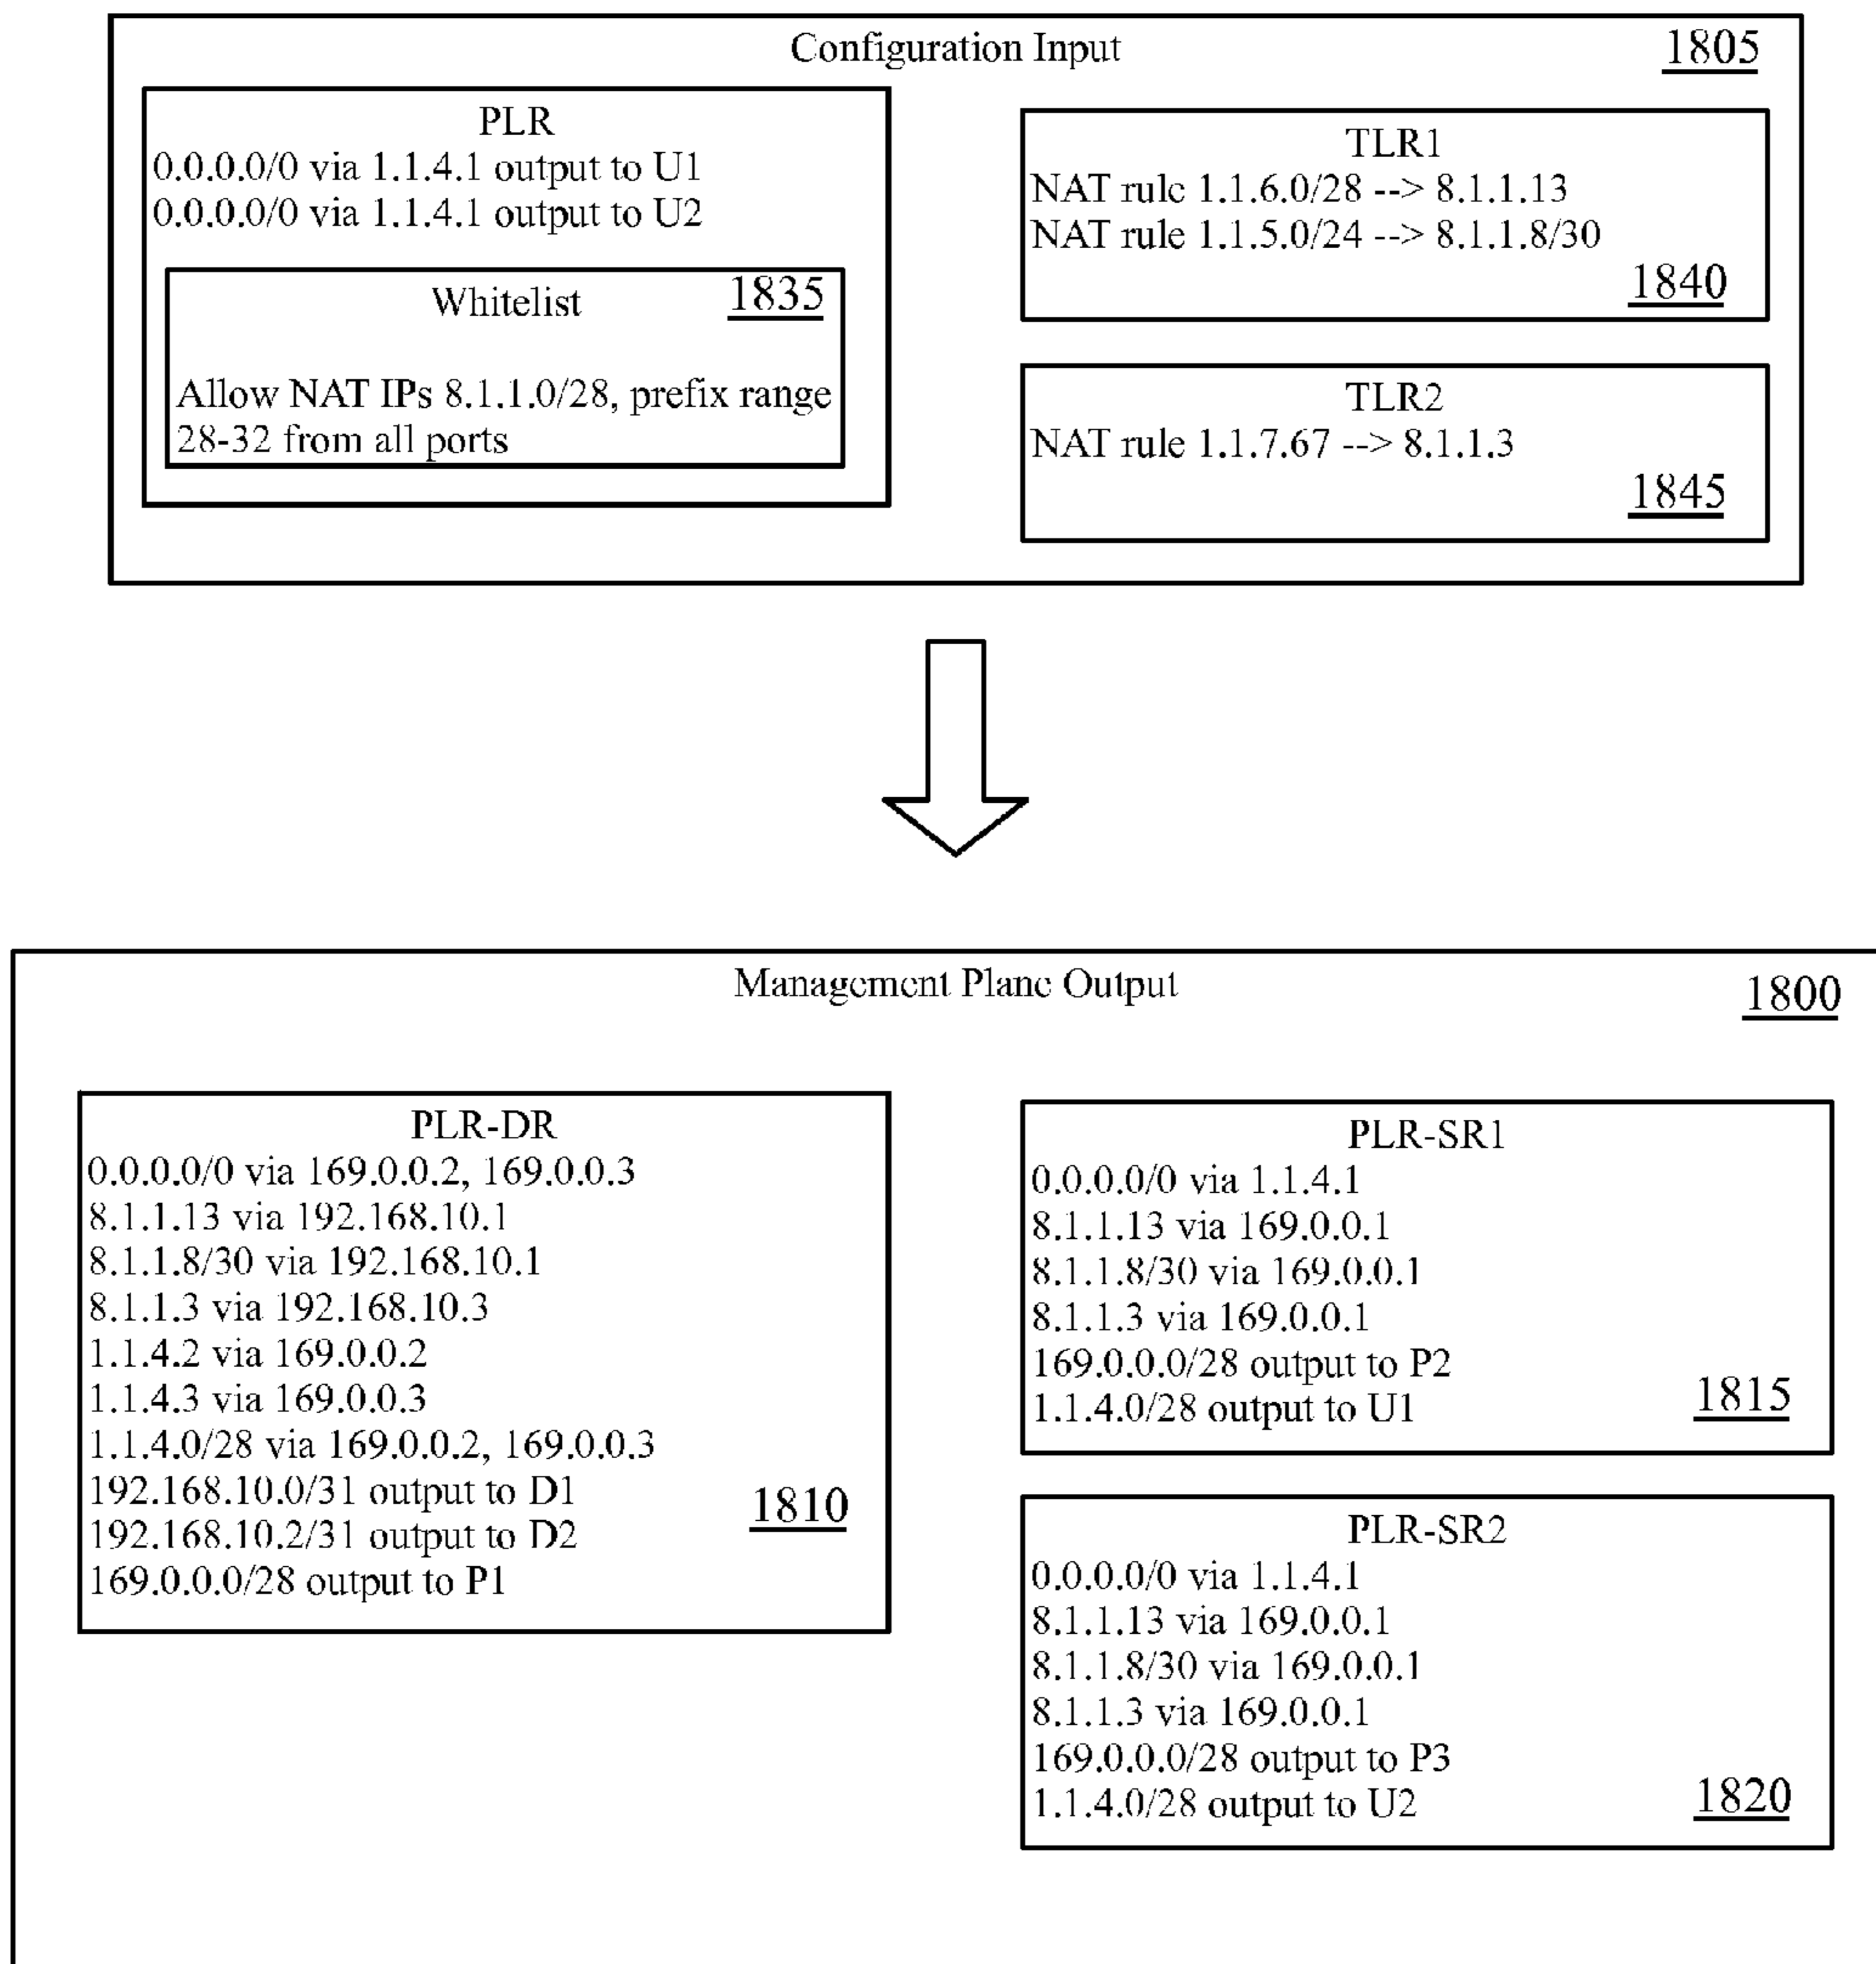 Configuration Input
1805
PLR
0.0.0.0/0 via 1.1.4.1 output to U1
0.0.0.0/0 via 1.1.4.1 output to U2
Whitelist
1835
Allow NAT IPs 8.1.1.0/28, prefix range
28-32 from all ports
TLR1
NAT rule 1.1.6.0/28 --> 8.1.1.13
NAT rule 1.1.5.0/24 --> 8.1.1.8/30
1840
TLR2
NAT rule 1.1.7.67 --> 8.1.1.3
1845
Management Plane Output
1800
PLR-DR
0.0.0.0/0 via 169.0.0.2, 169.0.0.3
8.1.1.13 via 192.168.10.1
8.1.1.8/30 via 192.168.10.1
8.1.1.3 via 192.168.10.3
1.1.4.2 via 169.0.0.2
1.1.4.3 via 169.0.0.3
1.1.4.0/28 via 169.0.0.2, 169.0.0.3
192.168.10.0/31 output to D1
192.168.10.2/31 output to D2
169.0.0.0/28 output to P1
1810
PLR-SR1
0.0.0.0/0 via 1.1.4.1
8.1.1.13 via 169.0.0.1
8.1.1.8/30 via 169.0.0.1
8.1.1.3 via 169.0.0.1
169.0.0.0/28 output to P2
1.1.4.0/28 output to U1
1815
PLR-SR2
0.0.0.0/0 via 1.1.4.1
8.1.1.13 via 169.0.0.1
8.1.1.8/30 via 169.0.0.1
8.1.1.3 via 169.0.0.1
169.0.0.0/28 output to P3
1.1.4.0/28 output to U2
1820